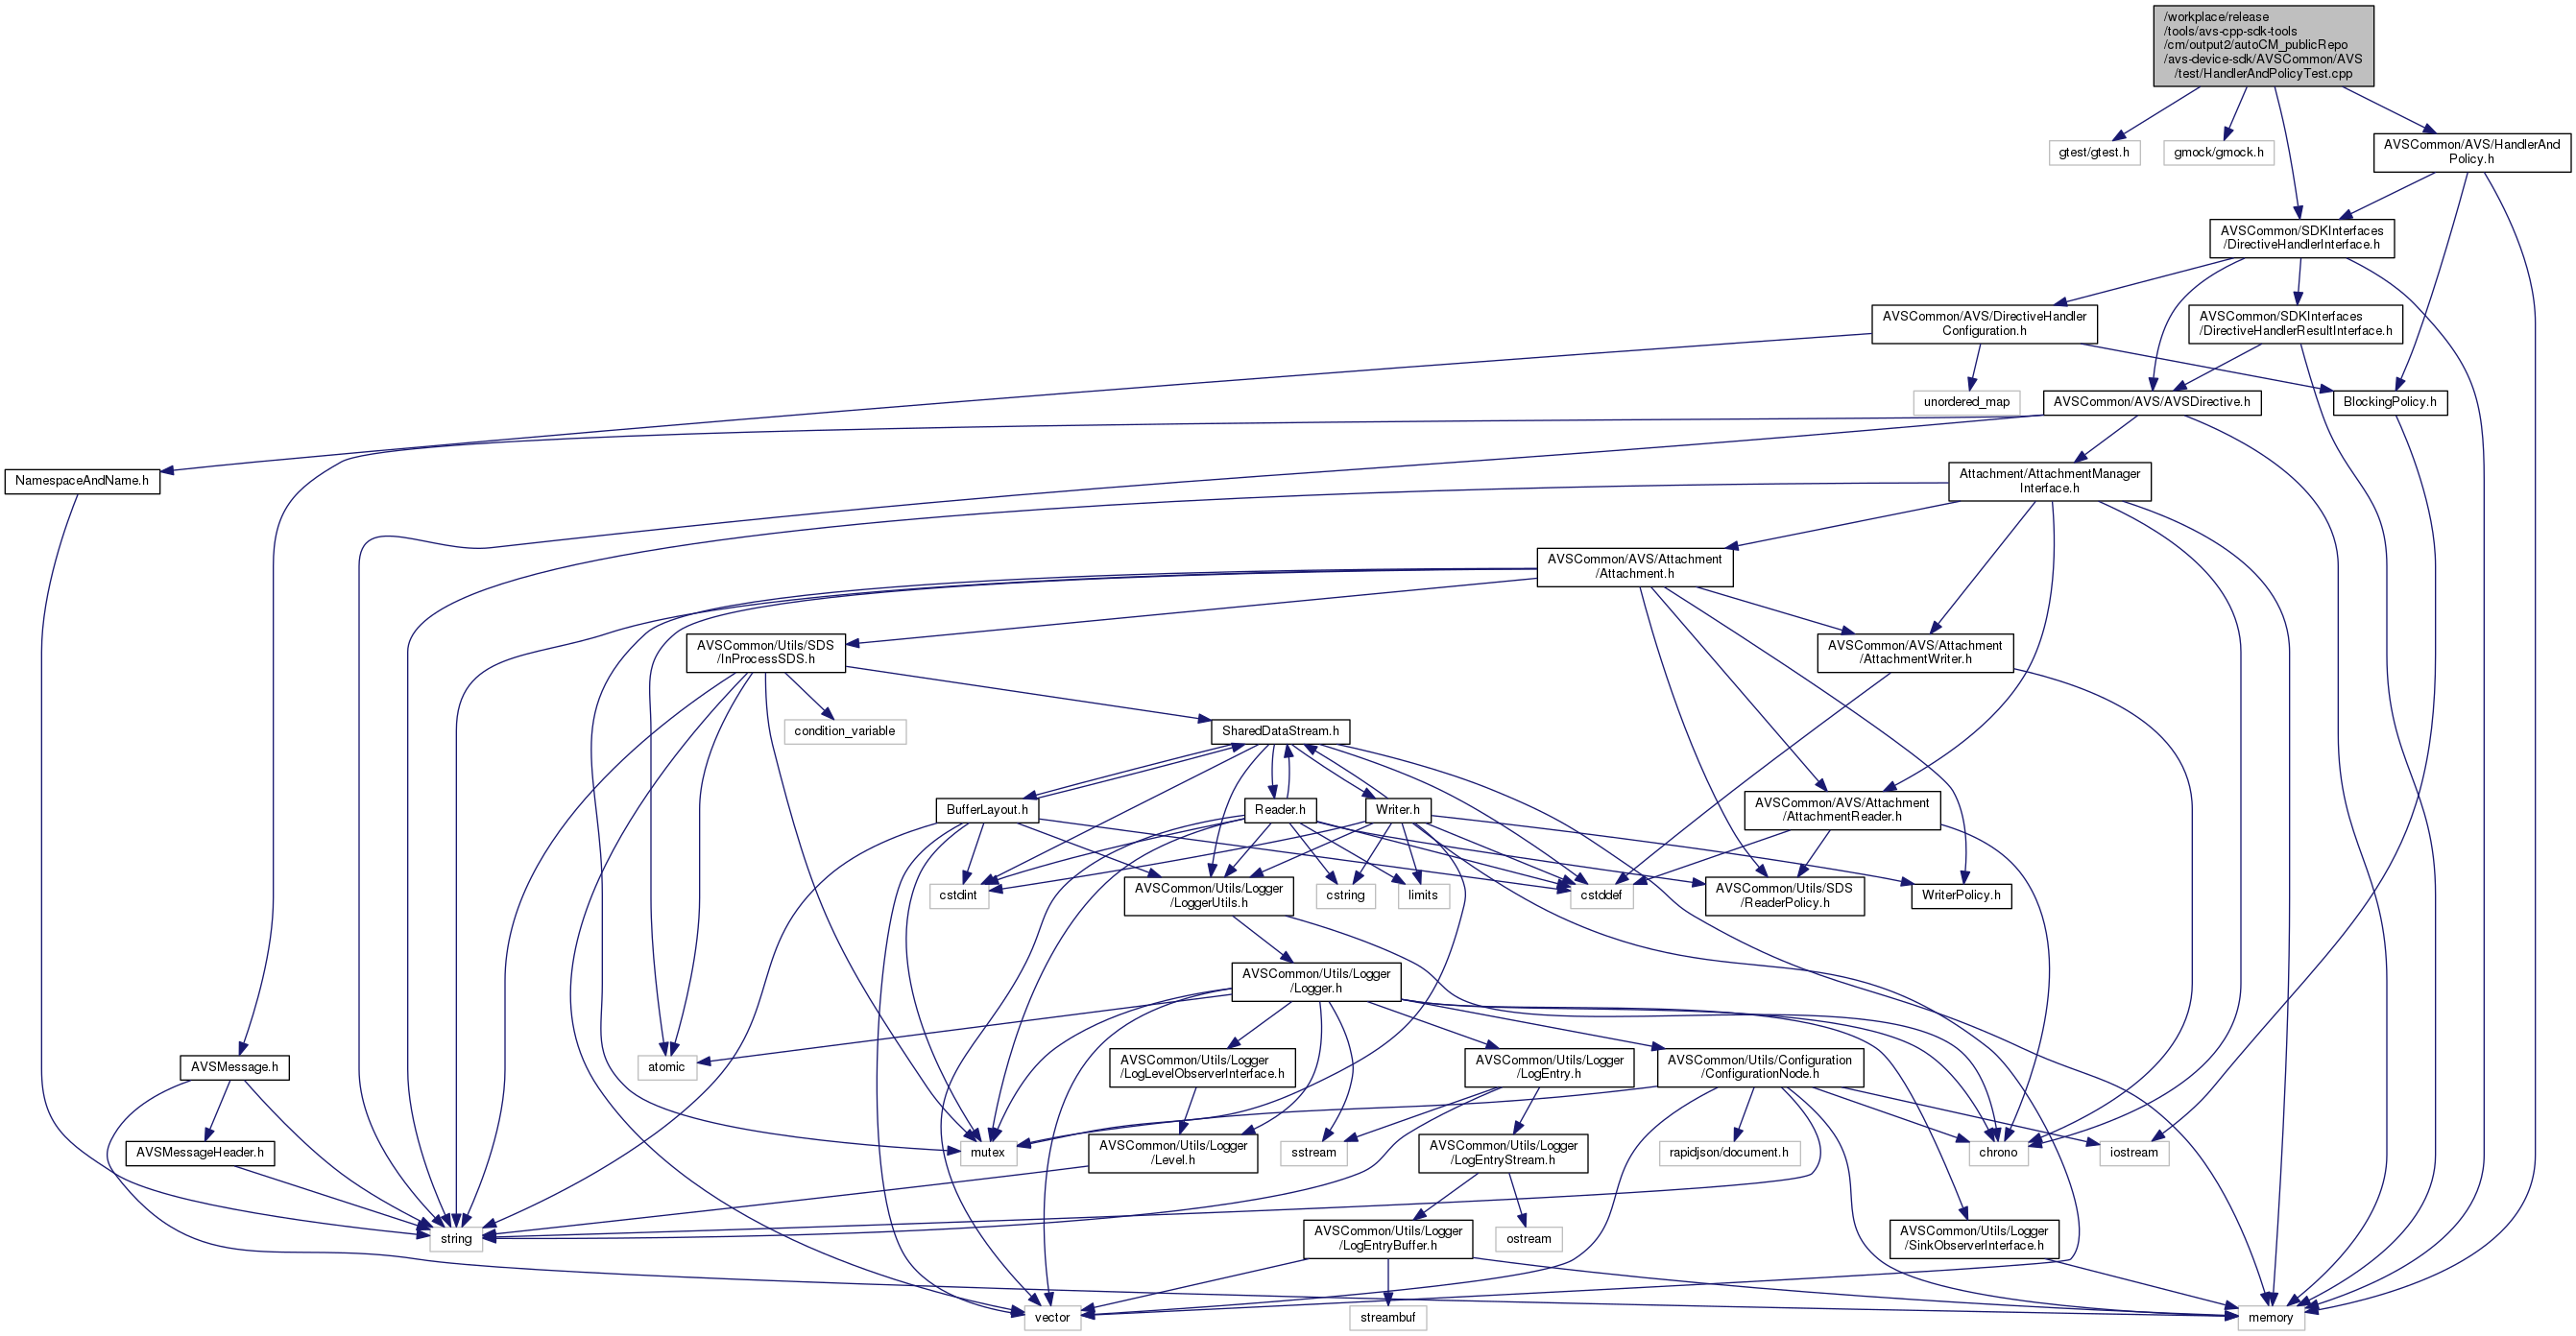 /workplace/release
/tools/avs-cpp-sdk-tools
/cm/output2/autoCM_publicRepo
/avs-device-sdk/AVSCommon/AVS
/test/HandlerAndPolicyTest.cpp
gtest/gtest.h
gmock/gmock.h
AVSCommon/AVS/HandlerAnd
Policy.h
AVSCommon/SDKInterfaces
/DirectiveHandlerInterface.h
AVSCommon/AVS/DirectiveHandler
Configuration.h
AVSCommon/SDKInterfaces
/DirectiveHandlerResultInterface.h
unordered_map
AVSCommon/AVS/AVSDirective.h
BlockingPolicy.h
NamespaceAndName.h
Attachment/AttachmentManager
Interface.h
AVSCommon/AVS/Attachment
/Attachment.h
AVSCommon/Utils/SDS
/InProcessSDS.h
AVSCommon/AVS/Attachment
/AttachmentWriter.h
condition_variable
SharedDataStream.h
BufferLayout.h
Reader.h
Writer.h
AVSCommon/AVS/Attachment
/AttachmentReader.h
cstdint
AVSCommon/Utils/Logger
/LoggerUtils.h
cstring
limits
cstddef
AVSCommon/Utils/SDS
/ReaderPolicy.h
WriterPolicy.h
AVSCommon/Utils/Logger
/Logger.h
AVSMessage.h
atomic
AVSCommon/Utils/Logger
/LogLevelObserverInterface.h
AVSCommon/Utils/Logger
/LogEntry.h
AVSCommon/Utils/Configuration
/ConfigurationNode.h
AVSMessageHeader.h
mutex
AVSCommon/Utils/Logger
/Level.h
sstream
AVSCommon/Utils/Logger
/LogEntryStream.h
rapidjson/document.h
chrono
iostream
string
AVSCommon/Utils/Logger
/LogEntryBuffer.h
ostream
AVSCommon/Utils/Logger
/SinkObserverInterface.h
vector
streambuf
memory